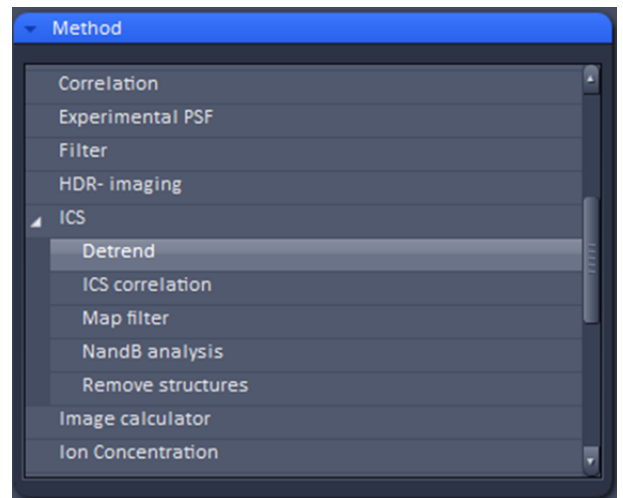 Method
Correlation
Experimental PSF
Filter
HDR- imaging
ICS
Detrend
ICS correlation
Map filter
NandB analysis
Remove structures
Image calculator
Ion Concentration